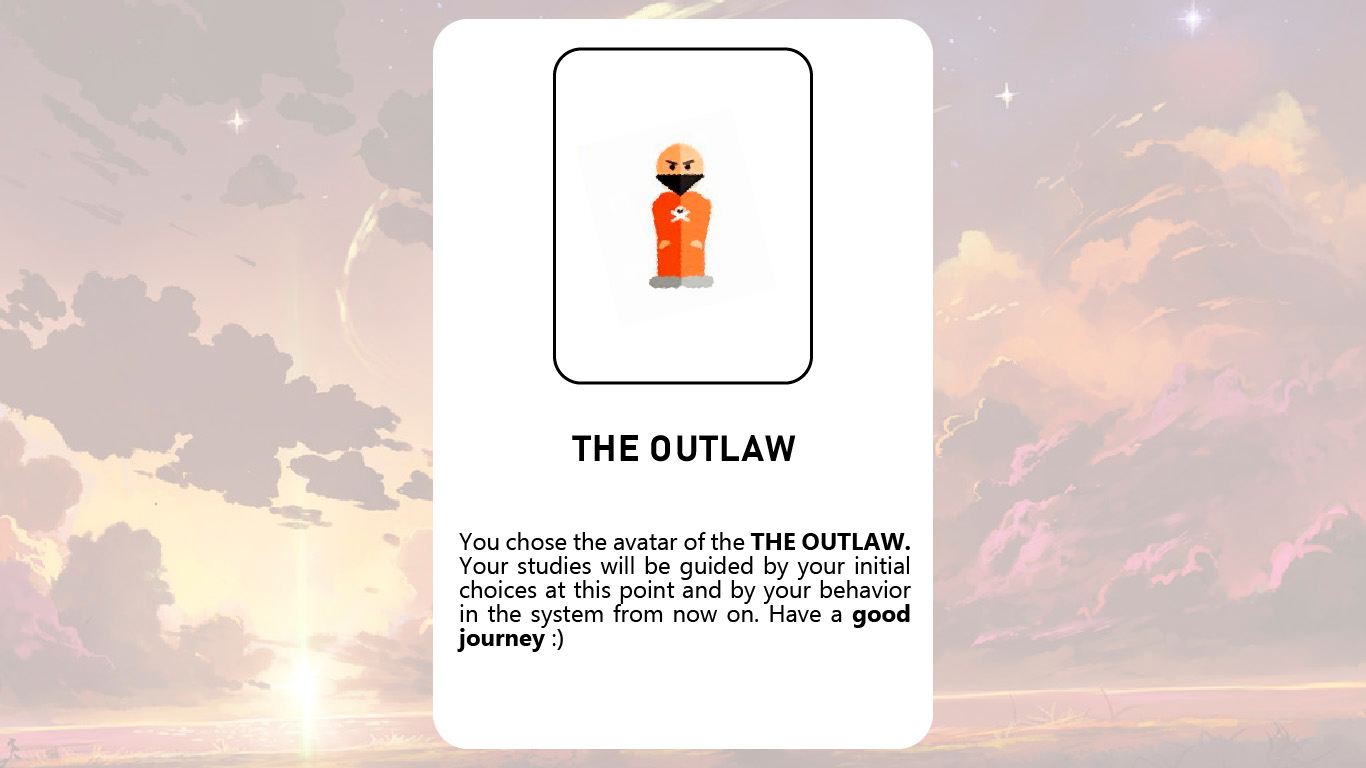 THE OUTLAW
You chose the avatar of the THE OUTLAW.
Your studies will be guided by your initial
choices at this point and by your behavior
in the system from now on. Have a good
journey :)